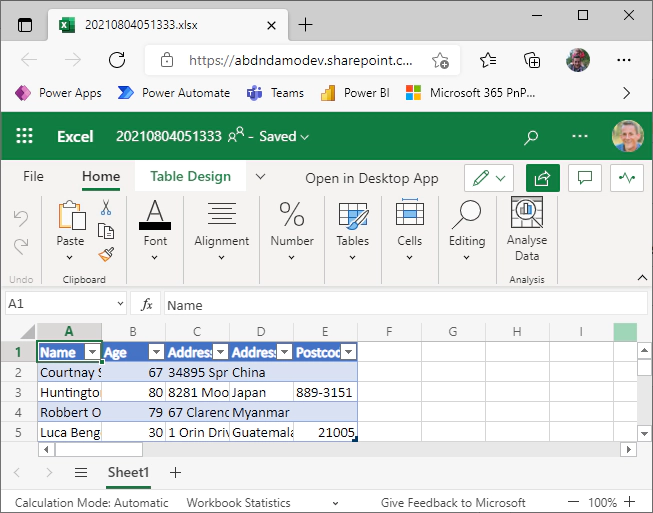 20210804051333.xlsx
https://abdndamodev.sharepoint.c...
Power Apps Power Automate Teams Power BI Microsoft 365 PnP...
Excel 20210804051333 - Saved
File Home Table Design Open in Desktop App
Paste Font Alignment Number Tables Cells Editing Analyse Data
Undo Clipboard Analysis
A1 fx Name
A B C D E F G H I
1 Name Age Address Address Postcod
2 Courtnay S 67 34895 Spr China
3 Huntington 80 8281 Moo Japan 889-3151
4 Robbert O 79 67 Clarenc Myanmar
5 Luca Beng 30 1 Orin Driv Guatemala 21005
Sheet1
Calculation Mode: Automatic Workbook Statistics Give Feedback to Microsoft 100%